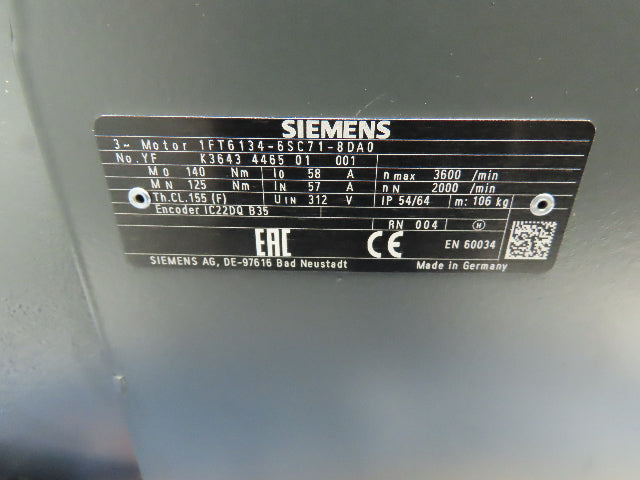 SIEMENS
3~ Motor 1FT6134-6SC71-8DA0
No.YF K3643 4465 01 001
M0 140 Nm I0 58 A n max 3600 /min
MN 125 Nm IN 57 A nN 2000 /min
Th.CL.155 (F) UIN 312 V IP 54/64 m: 106 kg
Encoder IC22DQ B35
RN 004 H
EAC CE EN 60034
SIEMENS AG, DE-97616 Bad Neustadt Made in Germany